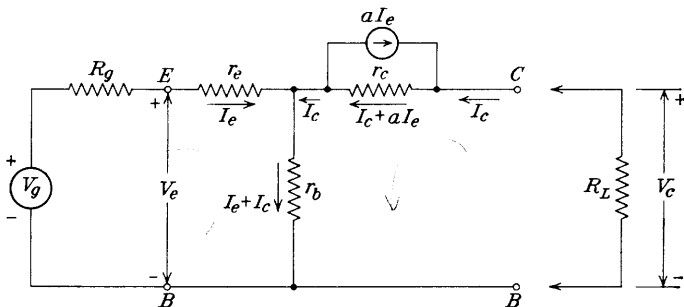 aI_e
R_g E r_e r_c C
+ I_e I_c I_c + aI_e I_c +
+ V_g - V_e I_e + I_c r_b R_L V_c
- B B -